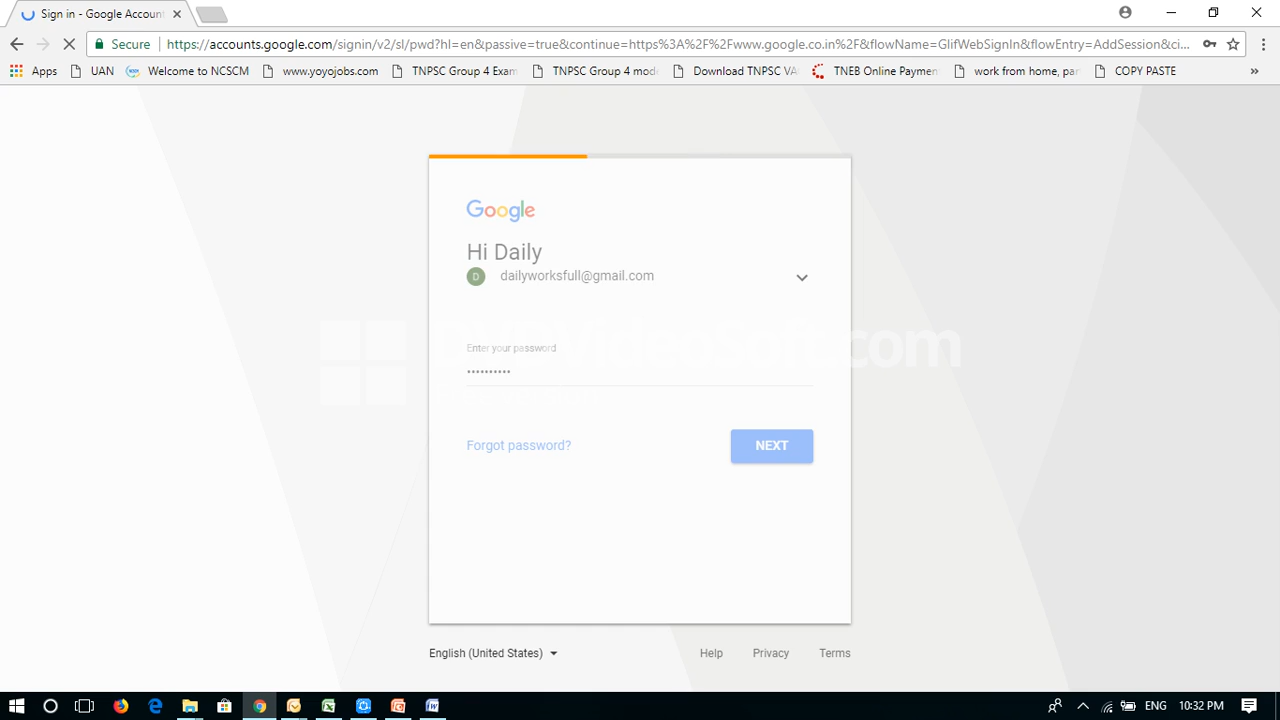 Sign in - Google Account
Secure https://accounts.google.com/signin/v2/sl/pwd?hl=en&passive=true&continue=https%3A%2F%2Fwww.google.co.in%2F&flowName=GlifWebSignIn&flowEntry=AddSession&ci...
Apps UAN Welcome to NCSCM www.yoyojobs.com TNPSC Group 4 Exam TNPSC Group 4 mode Download TNPSC VA TNEB Online Payment work from home, par COPY PASTE »
Google
Hi Daily
D dailyworksfull@gmail.com
Enter your password
Forgot password?
NEXT
English (United States) Help Privacy Terms
ENG 10:32 PM